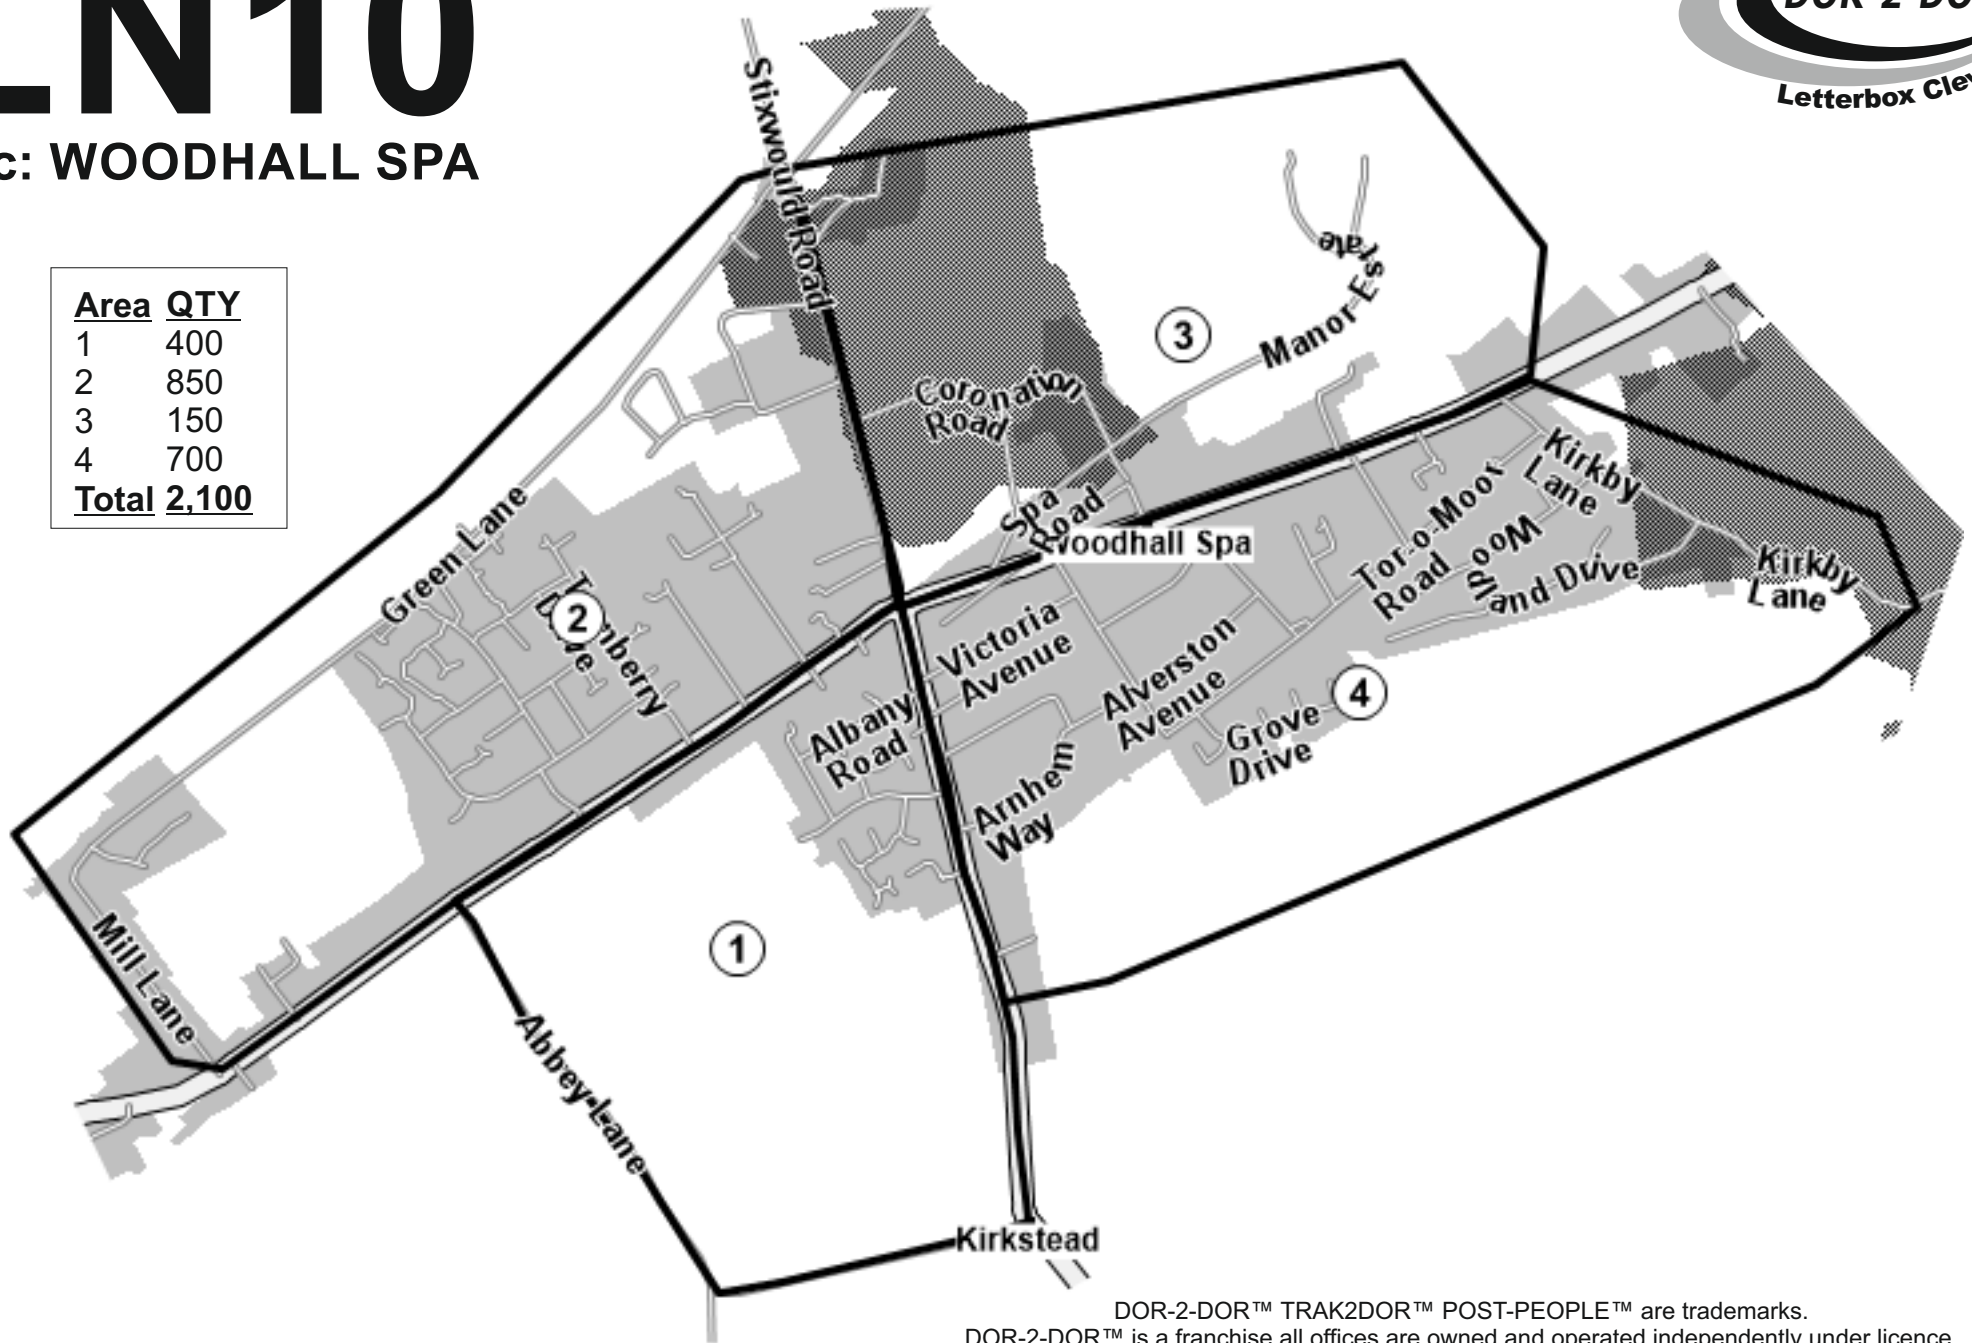 LN10
c: WOODHALL SPA
DOR-2-DO
Letterbox Clev
Area QTY
1 400
2 850
3 150
4 700
Total 2,100
Stixwould Road
Manor Estate
3
Coronation
Road
Spa
Road
Woodhall Spa
Green Lane
2
Kirkby
Lane
Tor-o-Moor
Road
Woodland Drive
Kirkby
Lane
Victoria
Avenue
Alverston
Avenue
Albany
Road
Grove
Drive
4
Arnhem
Way
Mill Lane
1
Abbey Lane
Kirkstead
DOR-2-DOR™ TRAK2DOR™ POST-PEOPLE™ are trademarks.
DOR-2-DOR™ is a franchise all offices are owned and operated independently under licence